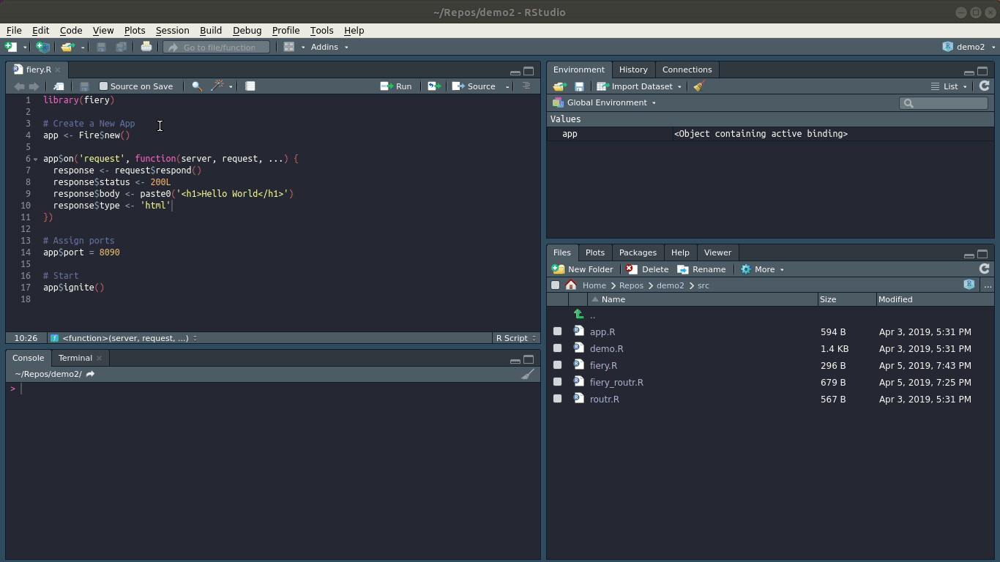 ~/Repos/demo2 - RStudio
File Edit Code View Plots Session Build Debug Profile Tools Help
Go to file/function Addins demo2
fiery.R
Source on Save Run Source
1 library(fiery)
2
3 # Create a New App
4 app <- Fire$new()
5
6 app$on('request', function(server, request, ...) {
7 response <- request$respond()
8 response$status <- 200L
9 response$body <- paste0('<h1>Hello World</h1>')
10 response$type <- 'html'
11 })
12
13 # Assign ports
14 app$port = 8090
15
16 # Start
17 app$ignite()
18
10:26 <function>(server, request, ...) R Script
Console Terminal
~/Repos/demo2/
>
Environment History Connections
Import Dataset List
Global Environment
Values
app <Object containing active binding>
Files Plots Packages Help Viewer
New Folder Delete Rename More
Home Repos demo2 src ...
Name Size Modified
..
app.R 594 B Apr 3, 2019, 5:31 PM
demo.R 1.4 KB Apr 3, 2019, 5:31 PM
fiery.R 296 B Apr 5, 2019, 7:43 PM
fiery_routr.R 679 B Apr 5, 2019, 7:25 PM
routr.R 567 B Apr 3, 2019, 5:31 PM